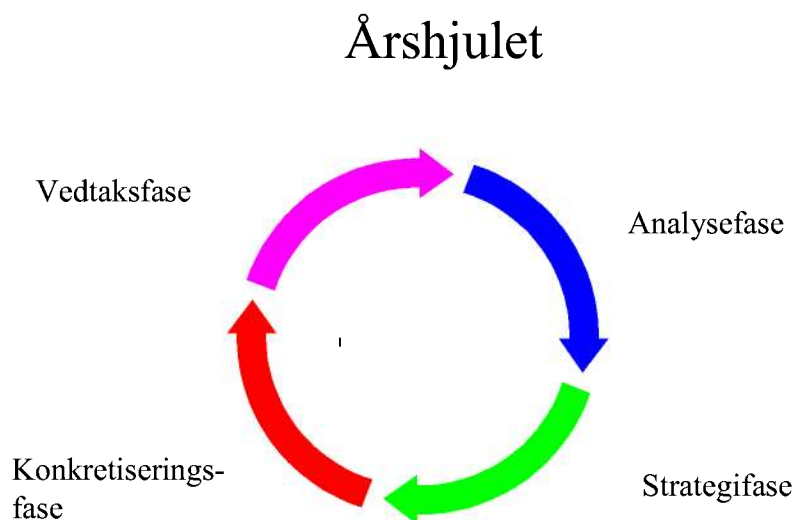 Årshjulet
Vedtaksfase
Analysefase
Konkretiserings-
fase
Strategifase